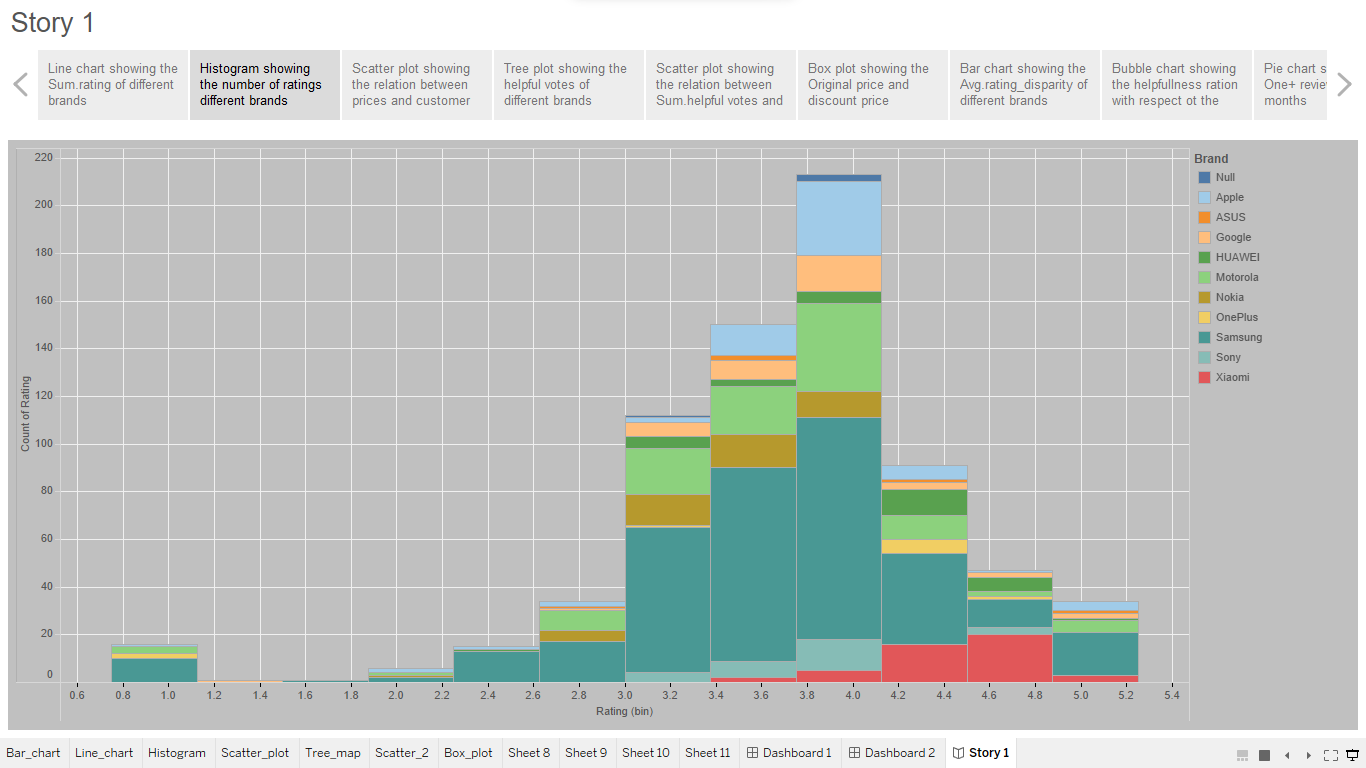 Story 1
Line chart showing the
Sum.rating of different
brands
Histogram showing
the number of ratings
different brands
Scatter plot showing
the relation between
prices and customer
Tree plot showing the
helpful votes of
different brands
Scatter plot showing
the relation between
Sum.helpful votes and
Box plot showing the
Original price and
discount price
Bar chart showing the
Avg.rating_disparity of
different brands
Bubble chart showing
the helpfullness ration
with respect ot the
Pie chart s
One+ revie
months
220
200
180
160
140
120
100
80
60
40
20
0
Count of Rating
0.6 0.8 1.0 1.2 1.4 1.6 1.8 2.0 2.2 2.4 2.6 2.8 3.0 3.2 3.4 3.6 3.8 4.0 4.2 4.4 4.6 4.8 5.0 5.2 5.4
Rating (bin)
Brand
Null
Apple
ASUS
Google
HUAWEI
Motorola
Nokia
OnePlus
Samsung
Sony
Xiaomi
Bar_chart Line_chart Histogram Scatter_plot Tree_map Scatter_2 Box_plot Sheet 8 Sheet 9 Sheet 10 Sheet 11 Dashboard 1 Dashboard 2 Story 1